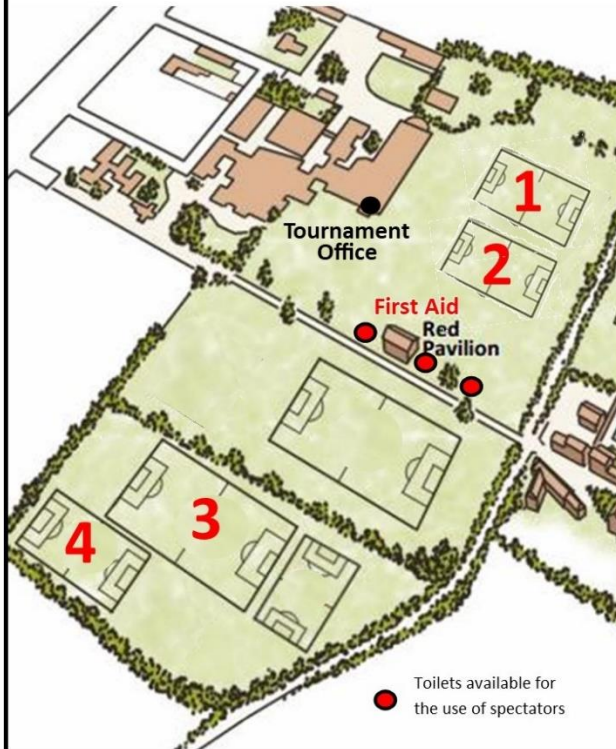 1
2
Tournament
Office
First Aid
Red
Pavilion
3
4
Toilets available for
the use of spectators